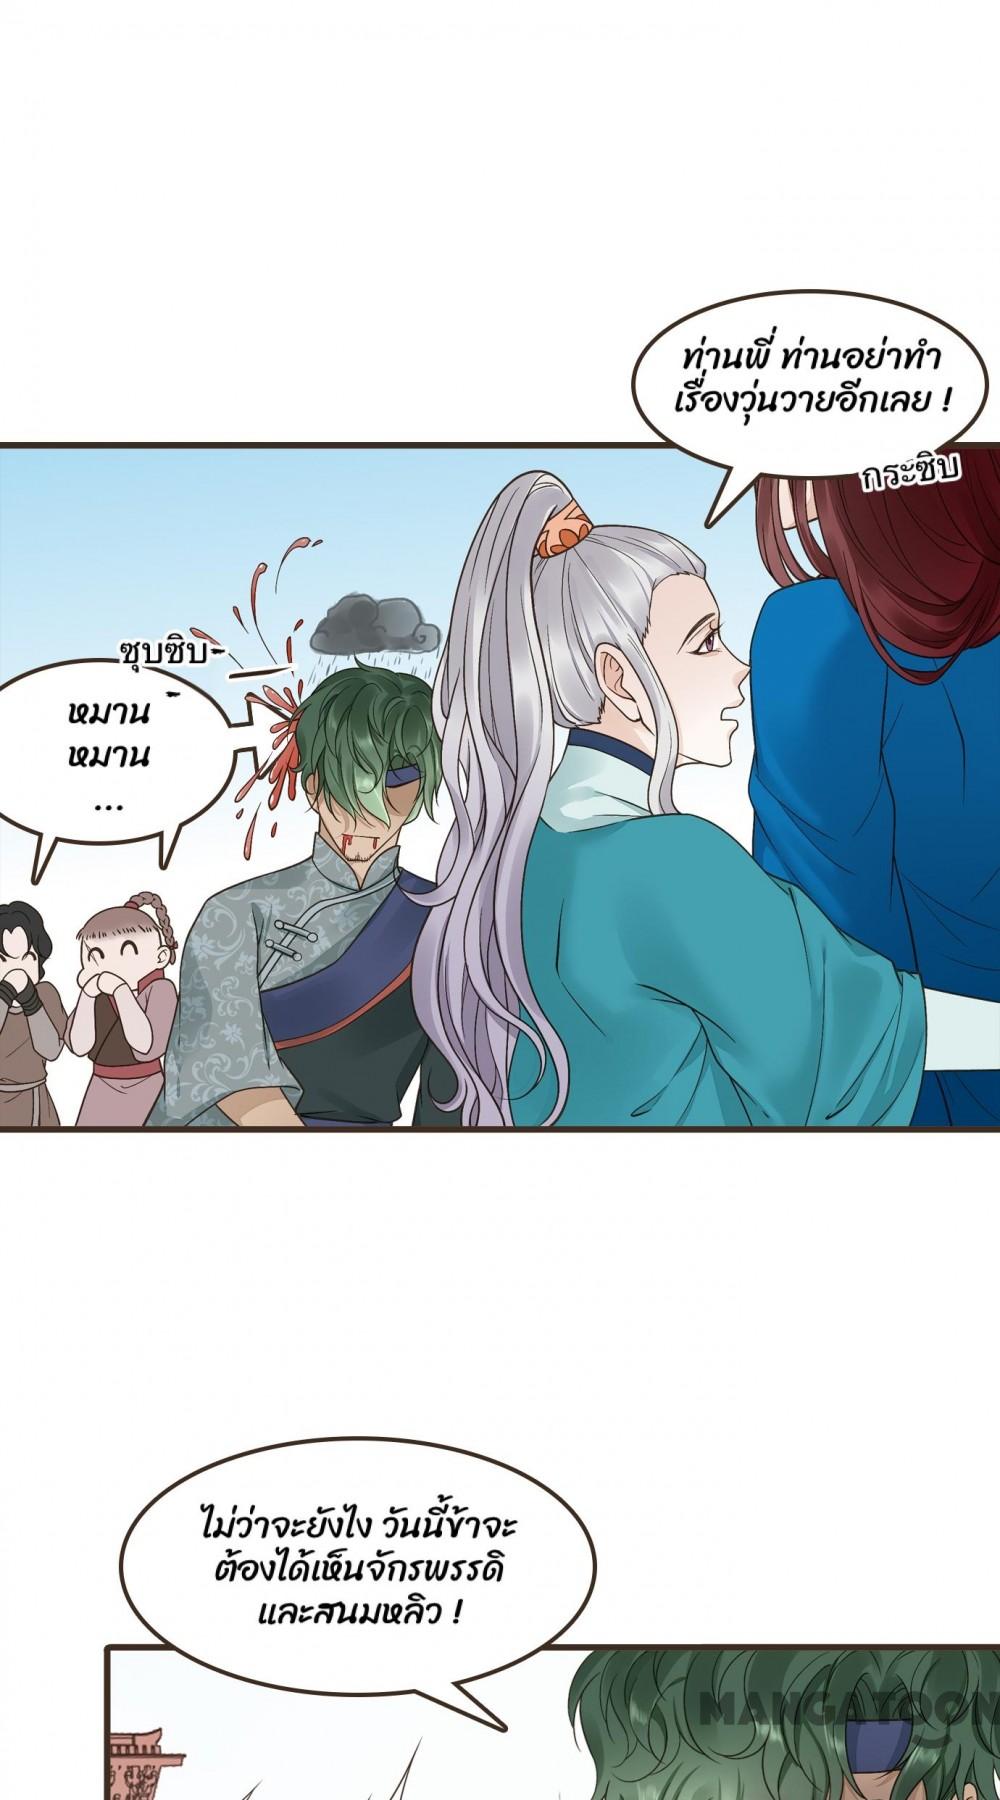 ท่านพี่ ท่านอย่าทำ
เรื่องวุ่นวายอีกเลย !
กระซิบ
ซุบซิบ
หมาน
หมาน
...
ไม่ว่าจะยังไง วันนี้ข้าจะ
ต้องได้เห็นจักรพรรดิ
และสนมหลิว !
MANGATOON